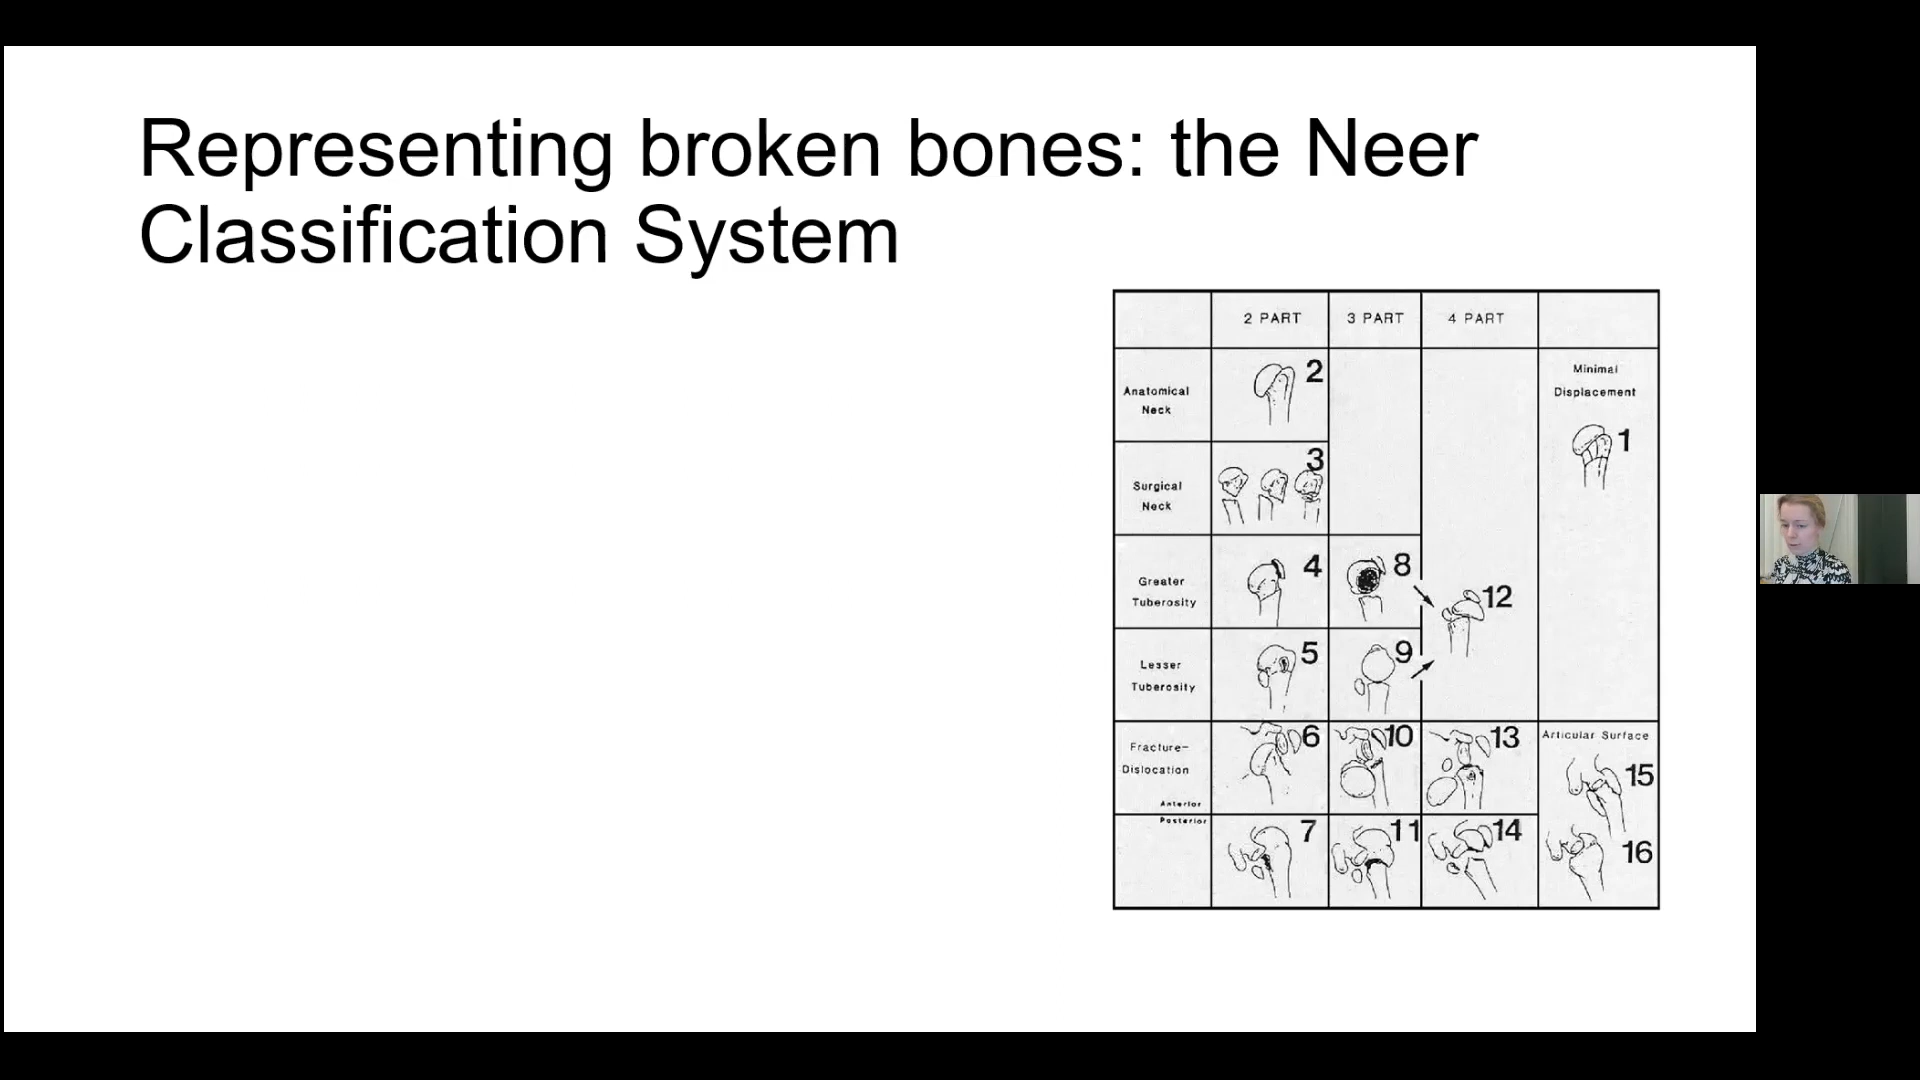 Representing broken bones: the Neer
Classification System
2 PART 3 PART 4 PART
Minimal
Displacement
1
Anatomical
Neck
2
Surgical
Neck
3
Greater
Tuberosity
4 8 12
Lesser
Tuberosity
5 9
Fracture-
Dislocation
Anterior
6 10 13
Articular Surface
15
Posterior
7 11 14
16